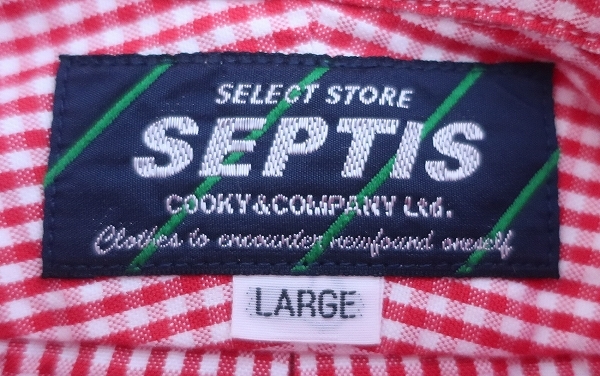 SELECT STORE
SEPTIS
COOKY&COMPANY Ltd.
Clothes to encounter newfound oneself
LARGE